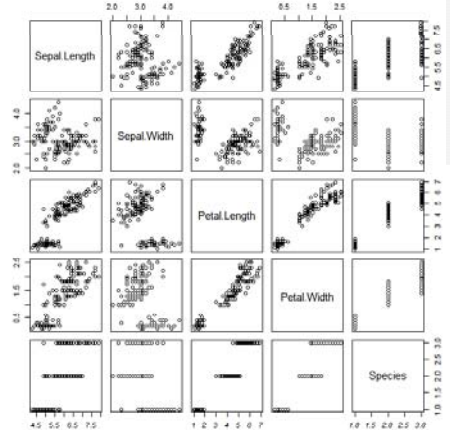 2.0 3.0 4.0 0.5 1.5 2.5
Sepal.Length
4.5 5.5 6.5 7.5
2.0 3.0 4.0
Sepal.Width
Petal.Length
1 2 3 4 5 6 7
0.5 1.5 2.5
Petal.Width
Species
1.0 1.5 2.0 2.5 3.0
4.5 5.5 6.5 7.5 1 2 3 4 5 6 7 1.0 1.5 2.0 2.5 3.0